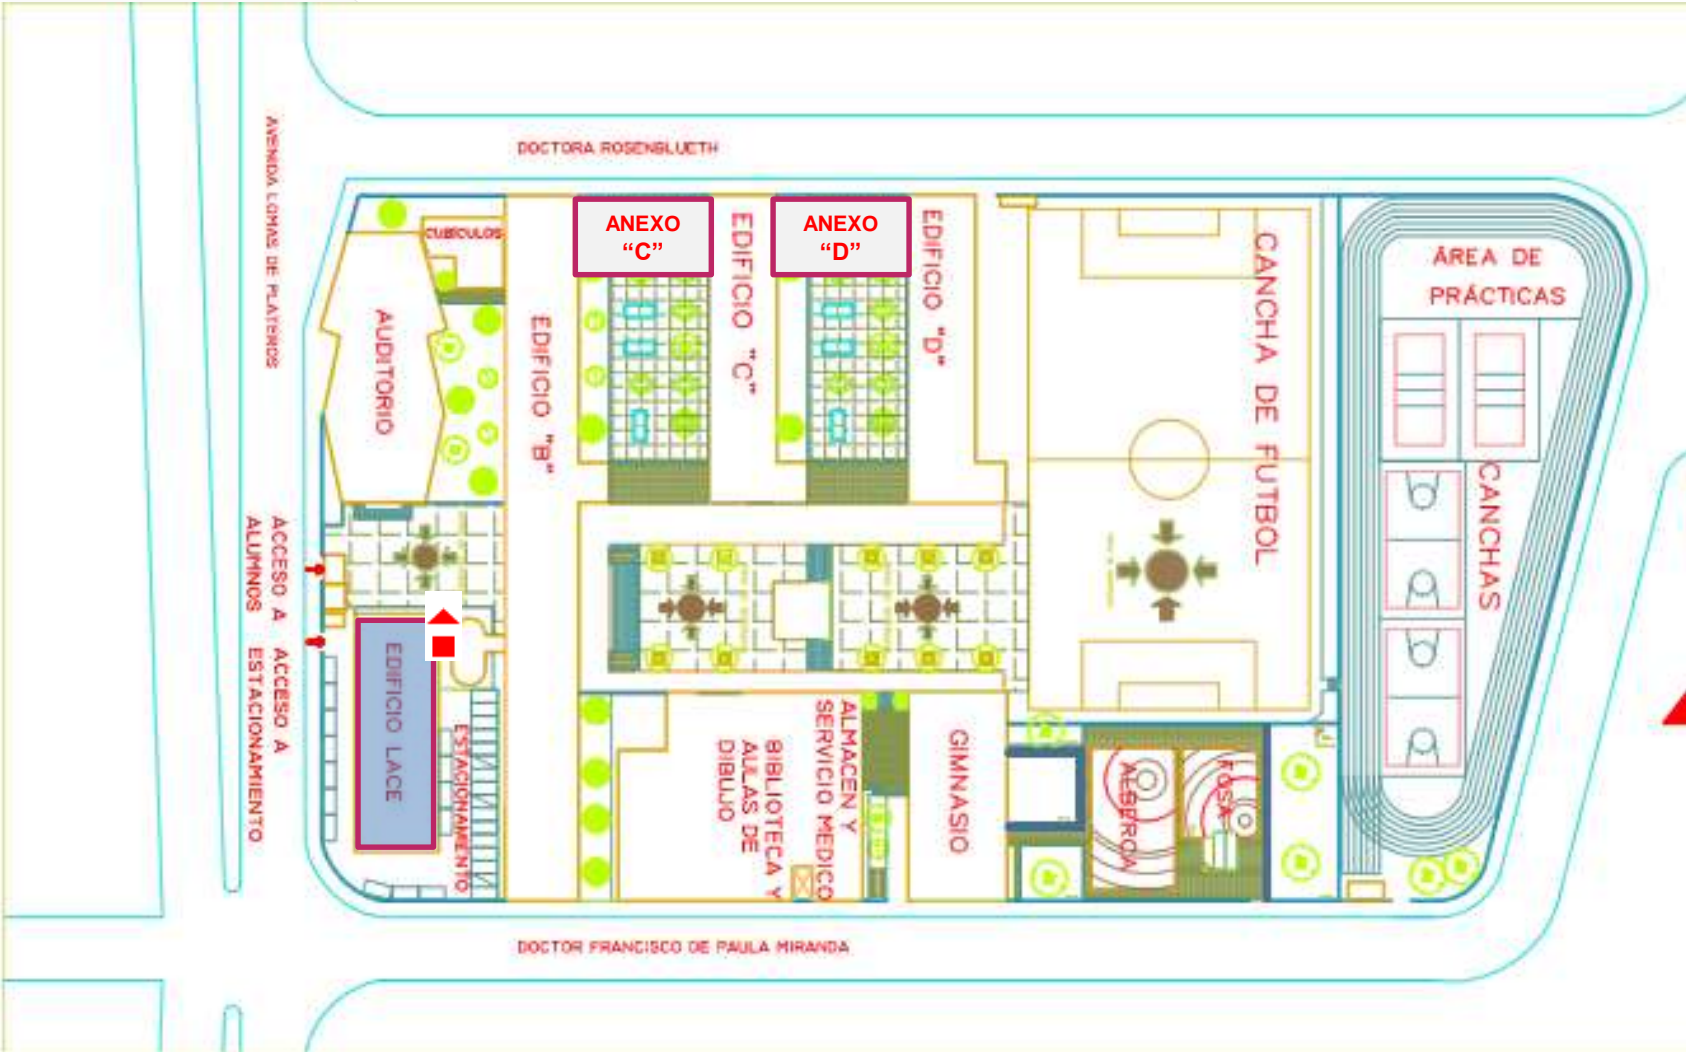 DOCTORA ROSENBLUETH
AVENIDA LOMAS DE PLATEROS
CUBÍCULOS
AUDITORIO
EDIFICIO "B"
ANEXO
“C”
EDIFICIO "C"
ANEXO
“D”
EDIFICIO "D"
CANCHA DE FUTBOL
ÁREA DE
PRÁCTICAS
CANCHAS
ACCESO A
ALUMNOS
ACCESO A
ESTACIONAMIENTO
EDIFICIO LACE
ESTACIONAMIENTO
ALMACEN Y
SERVICIO MEDICO
BIBLIOTECA Y
AULAS DE
DIBUJO
GIMNASIO
ALBERCA
FOSA
DOCTOR FRANCISCO DE PAULA MIRANDA